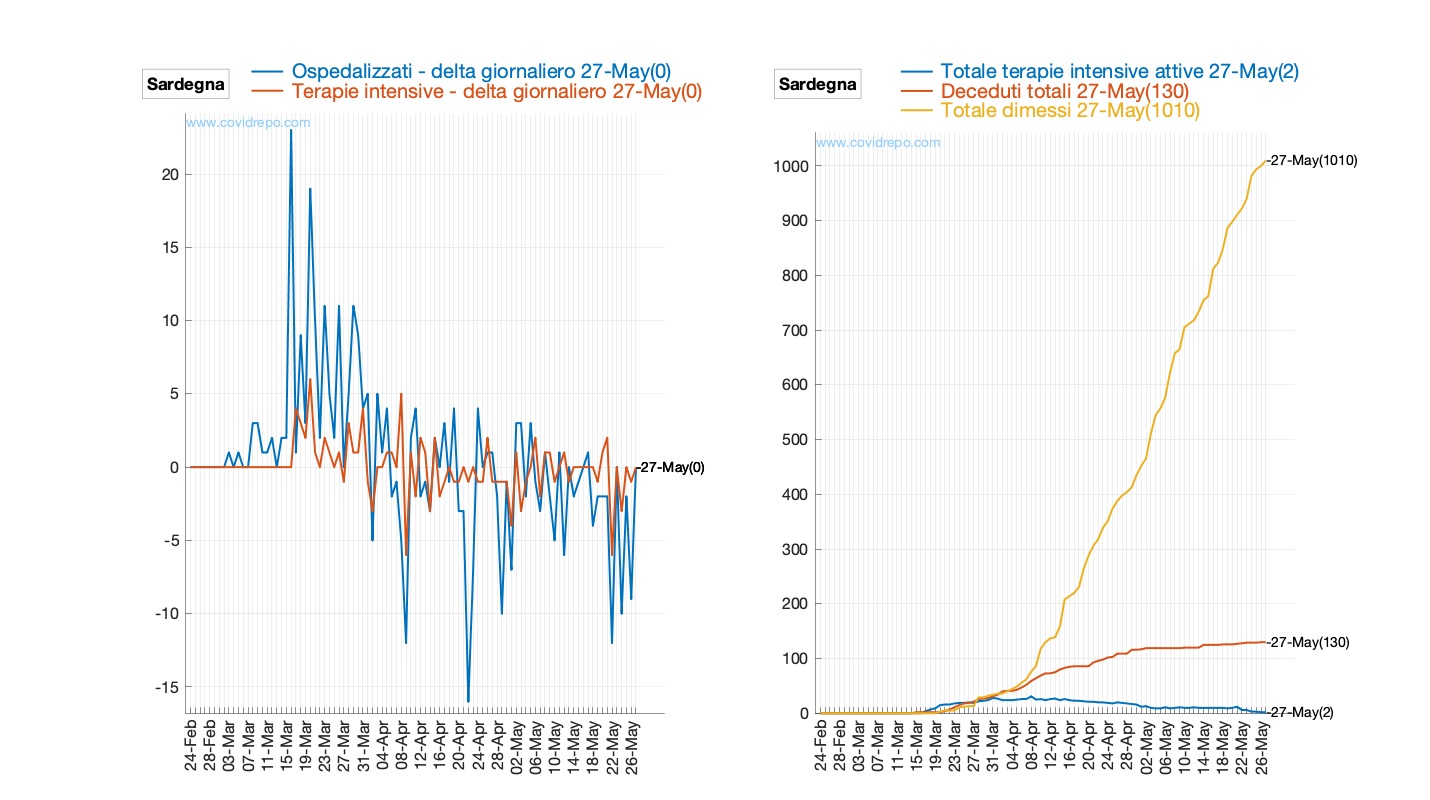 Sardegna
Ospedalizzati - delta giornaliero 27-May(0)
Terapie intensive - delta giornaliero 27-May(0)
www.covidrepo.com
20
15
10
5
0
-5
-10
-15
-27-May(0)
24-Feb
28-Feb
03-Mar
07-Mar
11-Mar
15-Mar
19-Mar
23-Mar
27-Mar
31-Mar
04-Apr
08-Apr
12-Apr
16-Apr
20-Apr
24-Apr
28-Apr
02-May
06-May
10-May
14-May
18-May
22-May
26-May
Sardegna
Totale terapie intensive attive 27-May(2)
Deceduti totali 27-May(130)
Totale dimessi 27-May(1010)
www.covidrepo.com
1000
900
800
700
600
500
400
300
200
100
0
-27-May(1010)
-27-May(130)
-27-May(2)
24-Feb
28-Feb
03-Mar
07-Mar
11-Mar
15-Mar
19-Mar
23-Mar
27-Mar
31-Mar
04-Apr
08-Apr
12-Apr
16-Apr
20-Apr
24-Apr
28-Apr
02-May
06-May
10-May
14-May
18-May
22-May
26-May